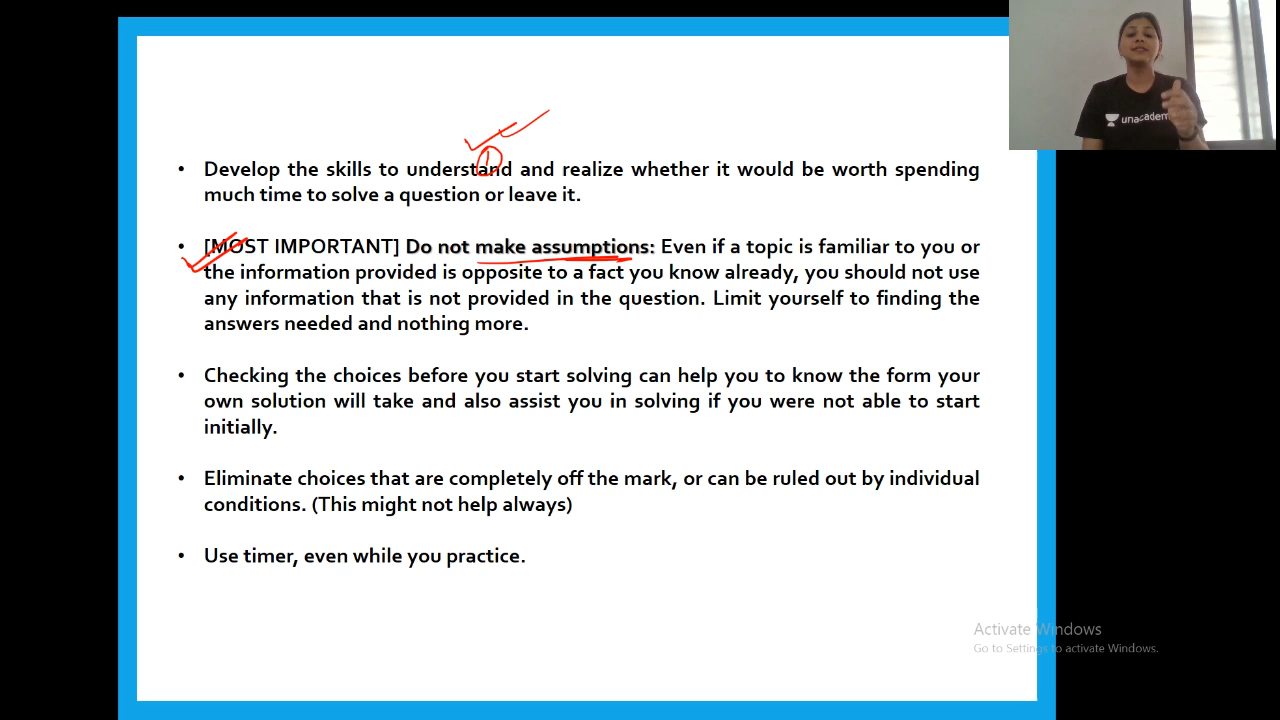 unacadem
• Develop the skills to understand and realize whether it would be worth spending
much time to solve a question or leave it.
• [MOST IMPORTANT] Do not make assumptions: Even if a topic is familiar to you or
the information provided is opposite to a fact you know already, you should not use
any information that is not provided in the question. Limit yourself to finding the
answers needed and nothing more.
• Checking the choices before you start solving can help you to know the form your
own solution will take and also assist you in solving if you were not able to start
initially.
• Eliminate choices that are completely off the mark, or can be ruled out by individual
conditions. (This might not help always)
• Use timer, even while you practice.
Activate Windows
Go to Settings to activate Windows.